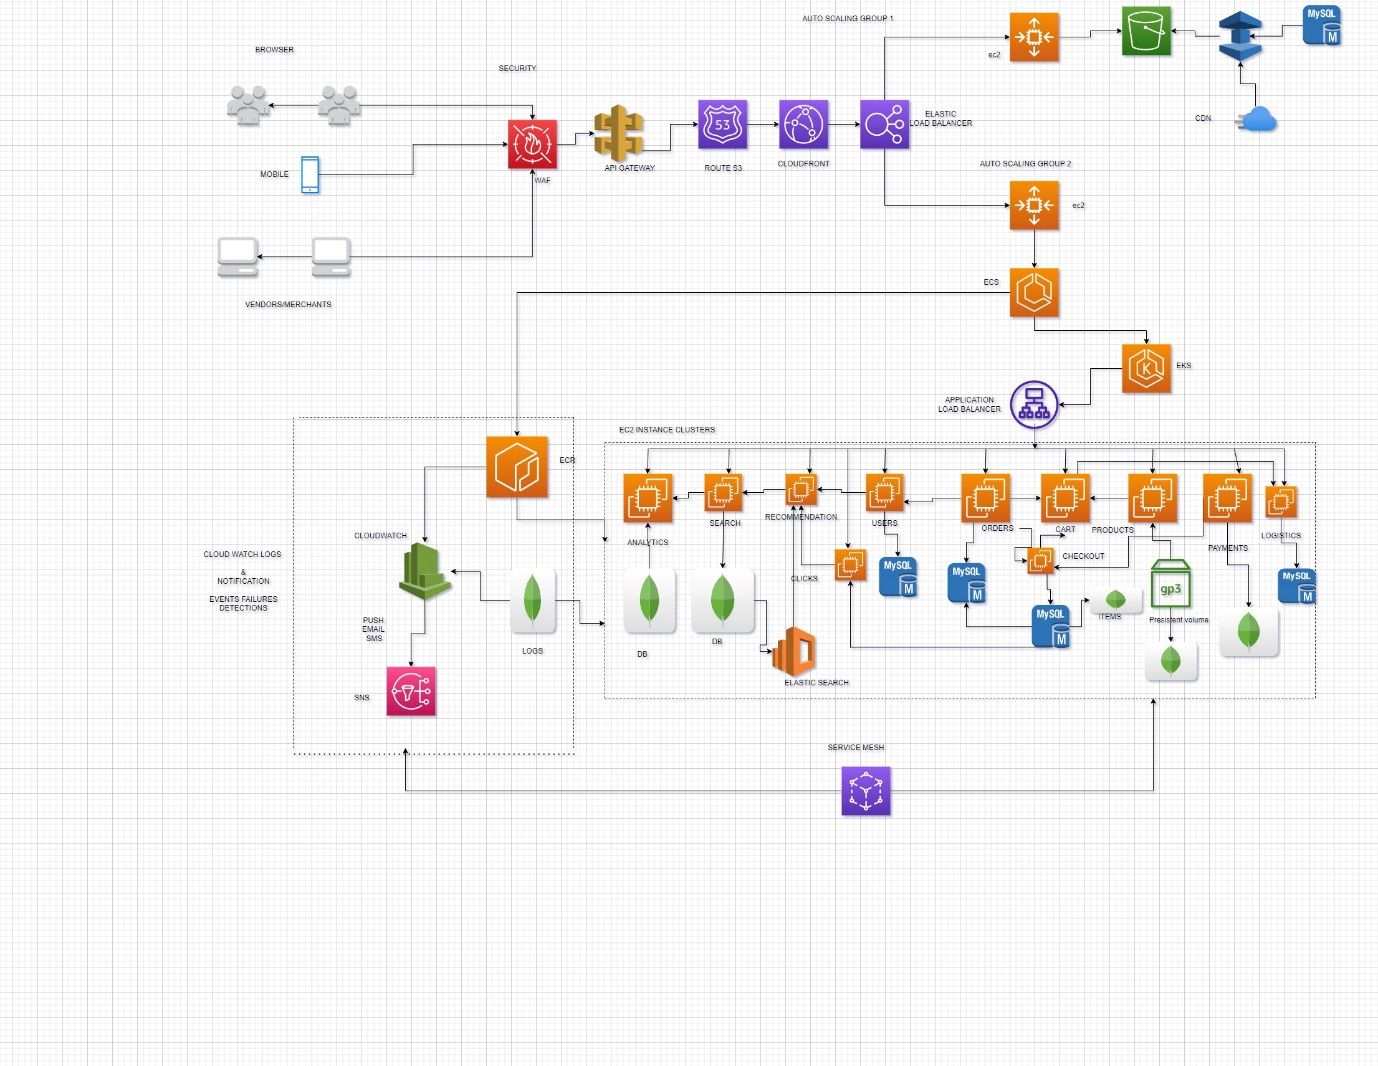 AUTO SCALING GROUP 1
MySQL
M
BROWSER
ec2
SECURITY
CDN
53
ELASTIC
LOAD BALANCER
MOBILE
WAF
API GATEWAY
ROUTE S3
CLOUDFRONT
AUTO SCALING GROUP 2
ec2
VENDORS/MERCHANTS
ECS
K
EKS
APPLICATION
LOAD BALANCER
EC2 INSTANCE CLUSTERS
ECR
SEARCH
RECOMMENDATION
USERS
ORDERS
CART
PRODUCTS
LOGISTICS
CLOUDWATCH
ANALYTICS
PAYMENTS
CLOUD WATCH LOGS
&
NOTIFICATION
EVENTS FAILURES
DETECTIONS
CHECKOUT
CLICKS
MySQL
M
MySQL
M
gp3
MySQL
M
MySQL
M
ITEMS
Presistent volume
PUSH
EMAIL
SMS
LOGS
DB
DB
ELASTIC SEARCH
SNS
SERVICE MESH